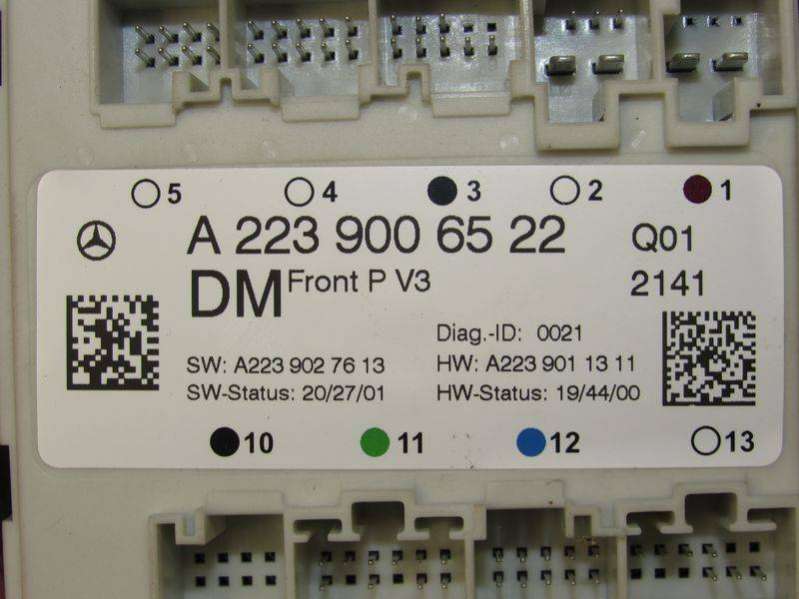 5 4 3 2 1
A 223 900 65 22 Q01
DM Front P V3 2141
Diag.-ID: 0021
SW: A223 902 76 13 HW: A223 901 13 11
SW-Status: 20/27/01 HW-Status: 19/44/00
10 11 12 13